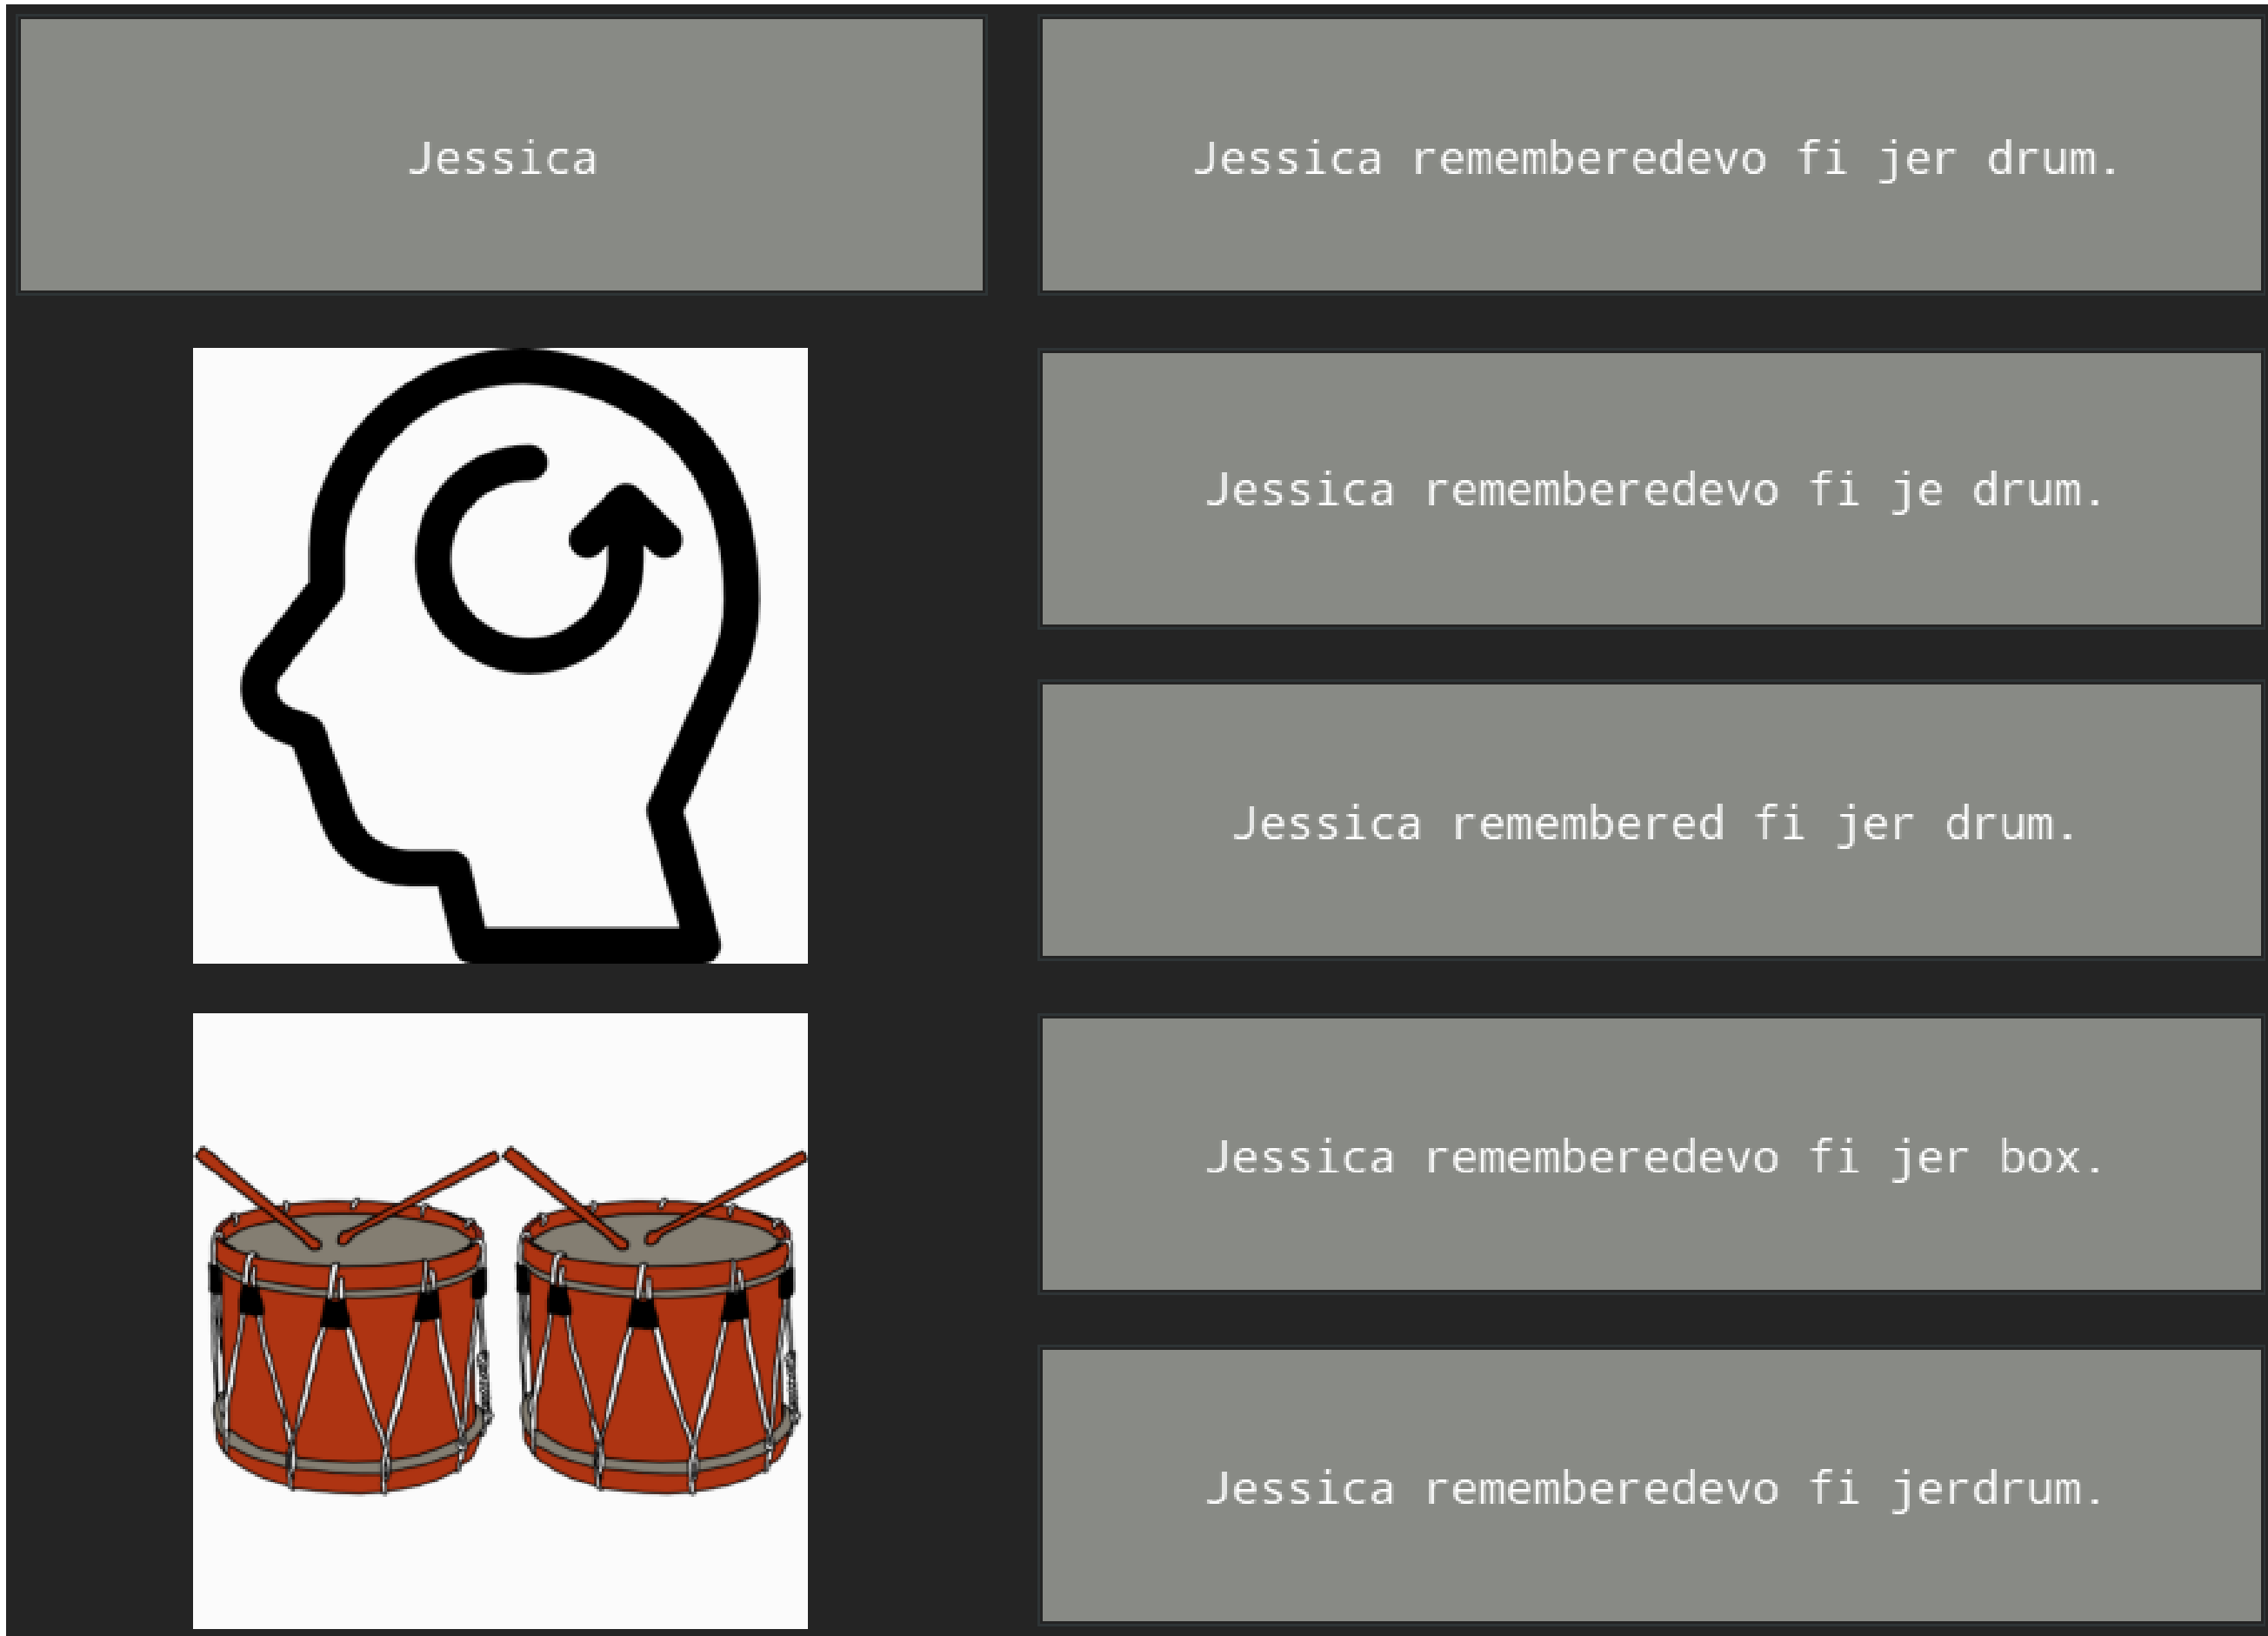 Jessica
Jessica rememberedevo fi jer drum.
Jessica rememberedevo fi je drum.
Jessica remembered fi jer drum.
Jessica rememberedevo fi jer box.
Jessica rememberedevo fi jerdrum.